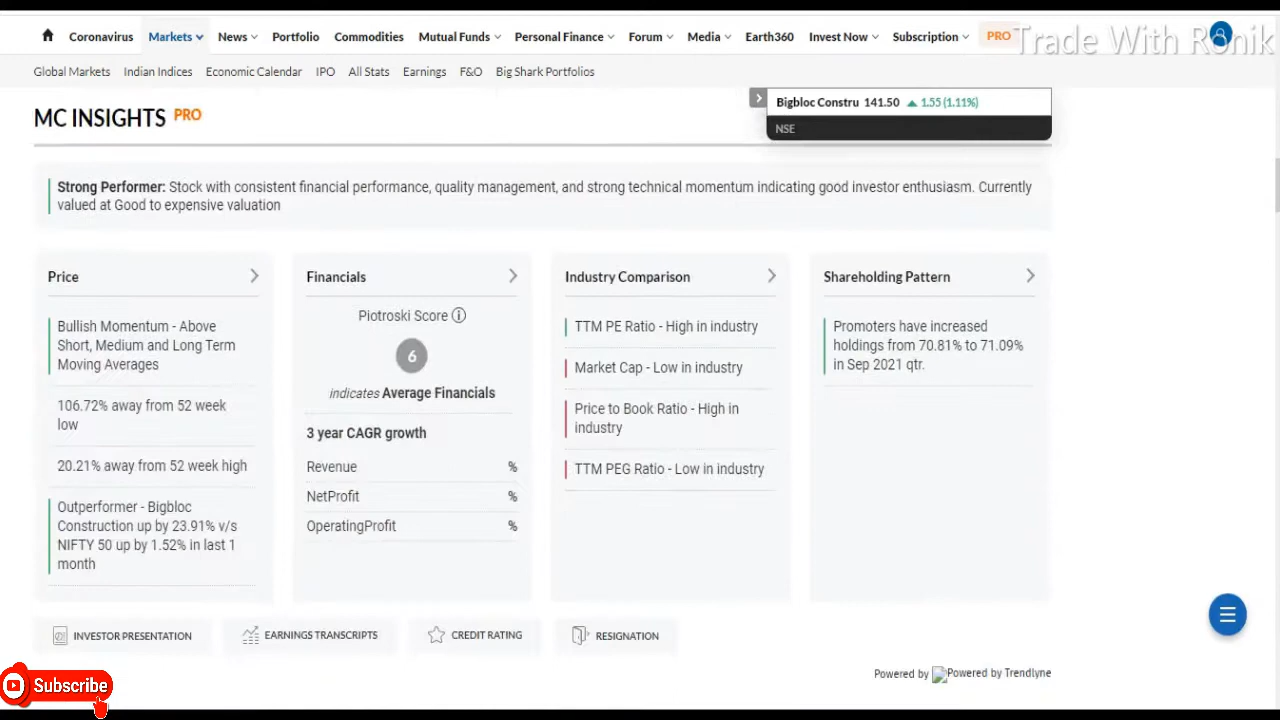 Coronavirus Markets News Portfolio Commodities Mutual Funds Personal Finance Forum Media Earth360 Invest Now Subscription PRO
Trade With Ronik
Global Markets Indian Indices Economic Calendar IPO All Stats Earnings F&O Big Shark Portfolios
MC INSIGHTS PRO
Bigbloc Constru 141.50 ▲ 1.55 (1.11%)
NSE
Strong Performer: Stock with consistent financial performance, quality management, and strong technical momentum indicating good investor enthusiasm. Currently
valued at Good to expensive valuation
Price
Bullish Momentum - Above
Short, Medium and Long Term
Moving Averages
106.72% away from 52 week
low
20.21% away from 52 week high
Outperformer - Bigbloc
Construction up by 23.91% v/s
NIFTY 50 up by 1.52% in last 1
month
Financials
Piotroski Score
6
indicates Average Financials
3 year CAGR growth
Revenue %
NetProfit %
OperatingProfit %
Industry Comparison
TTM PE Ratio - High in industry
Market Cap - Low in industry
Price to Book Ratio - High in
industry
TTM PEG Ratio - Low in industry
Shareholding Pattern
Promoters have increased
holdings from 70.81% to 71.09%
in Sep 2021 qtr.
INVESTOR PRESENTATION EARNINGS TRANSCRIPTS CREDIT RATING RESIGNATION
Powered by Powered by Trendlyne
Subscribe